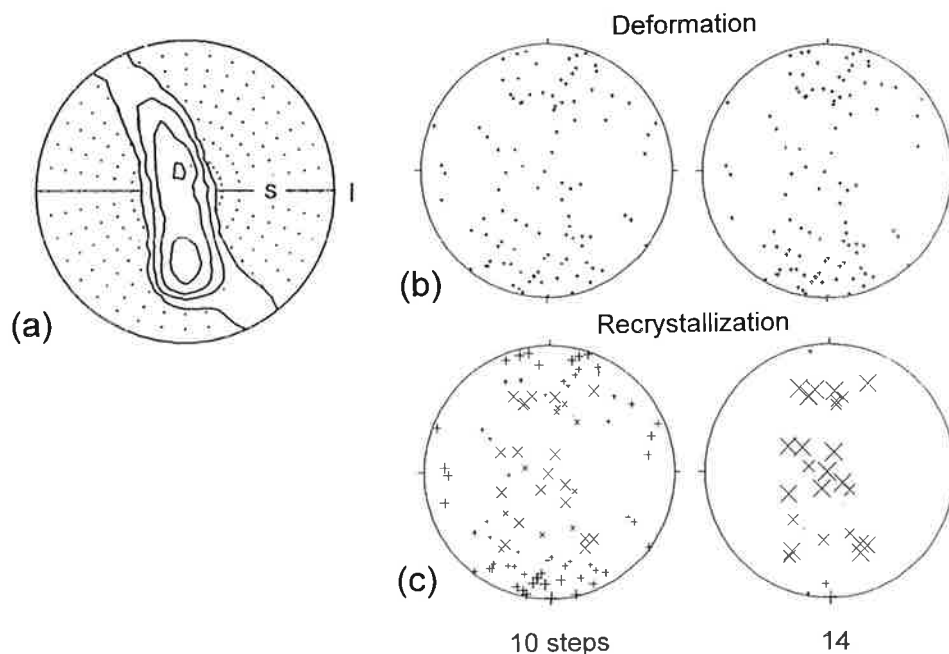 Deformation
s
l
(a)
(b)
Recrystallization
(c)
10 steps
14